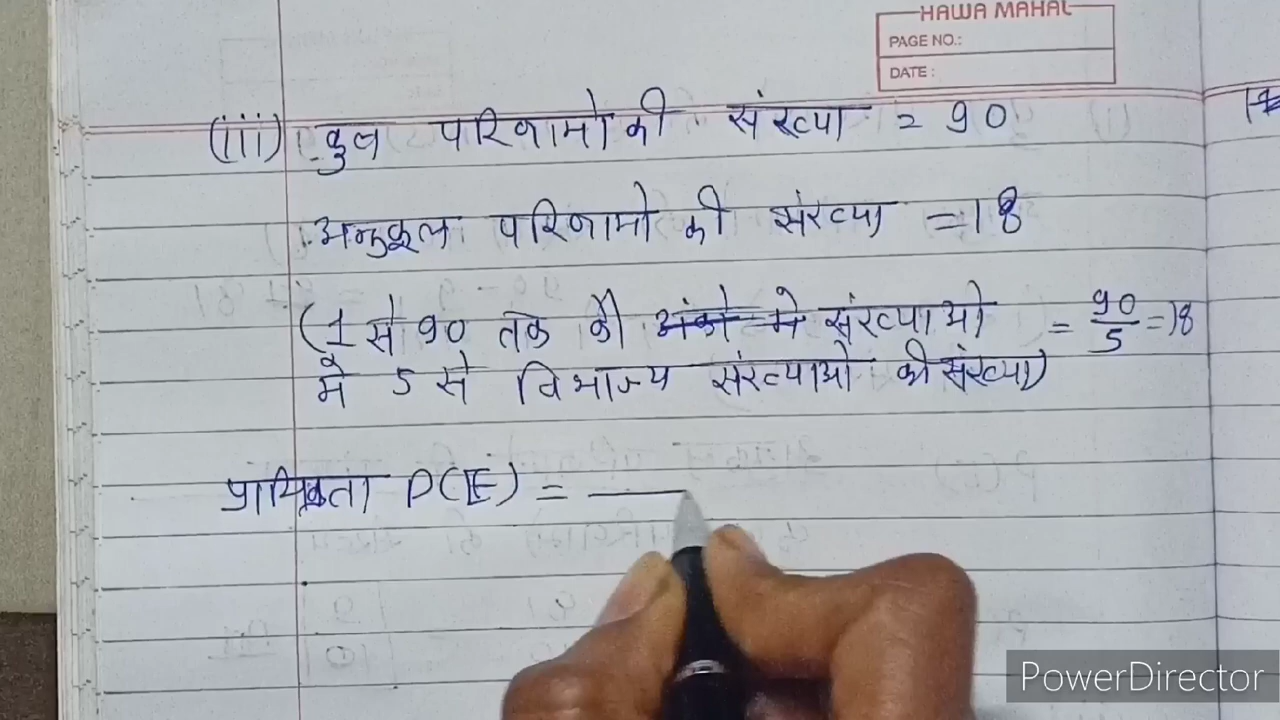 HAWA MAHAL
PAGE NO.:
DATE :
(iii) कुल परिणामो की संख्या = 90
अनुकूल परिणामो की संख्या = 18
(1 से 90 तक की अंको मे संख्याओ = 90/5 = 18
मे 5 से विभाज्य संख्याओ की संख्या)
प्रायिकता P(E) =
PowerDirector